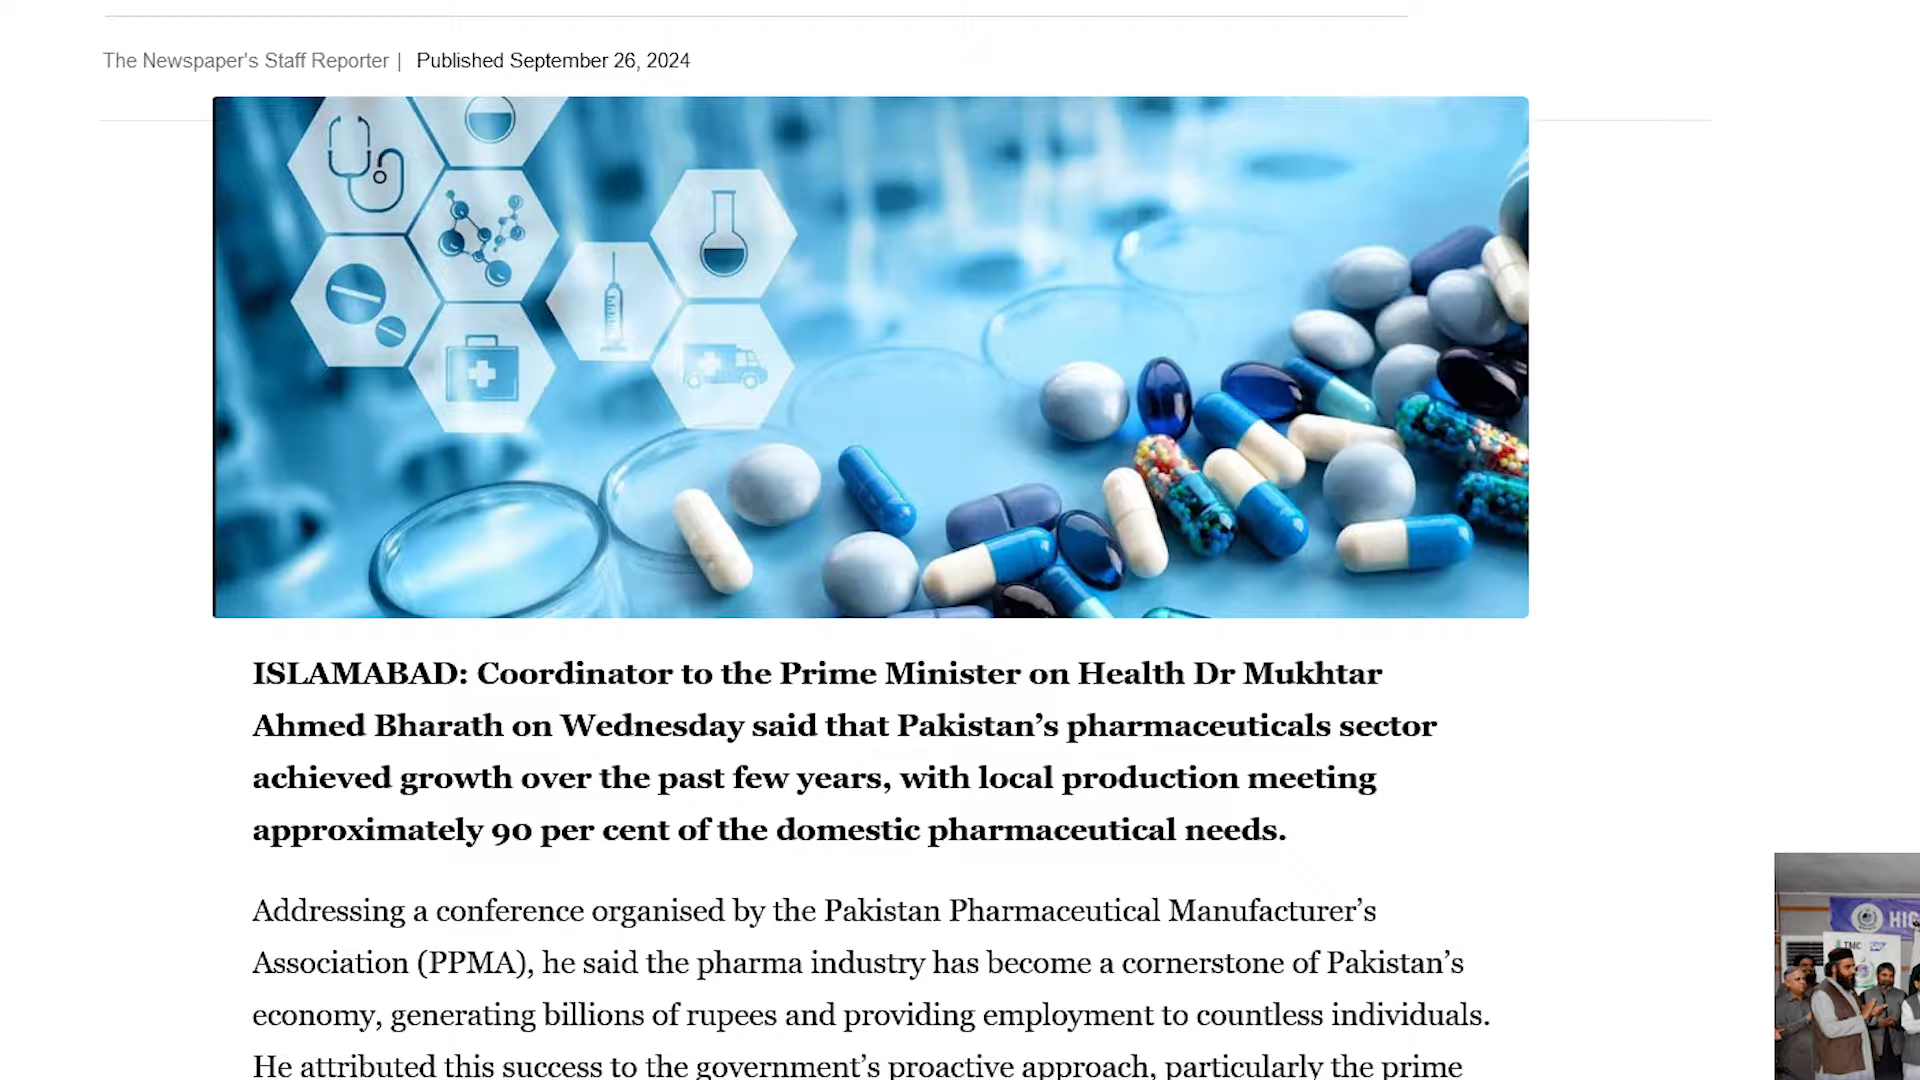 The Newspaper's Staff Reporter | Published September 26, 2024
ISLAMABAD: Coordinator to the Prime Minister on Health Dr Mukhtar
Ahmed Bharath on Wednesday said that Pakistan’s pharmaceuticals sector
achieved growth over the past few years, with local production meeting
approximately 90 per cent of the domestic pharmaceutical needs.
Addressing a conference organised by the Pakistan Pharmaceutical Manufacturer’s
Association (PPMA), he said the pharma industry has become a cornerstone of Pakistan’s
economy, generating billions of rupees and providing employment to countless individuals.
He attributed this success to the government’s proactive approach, particularly the prime
HIG
TMC